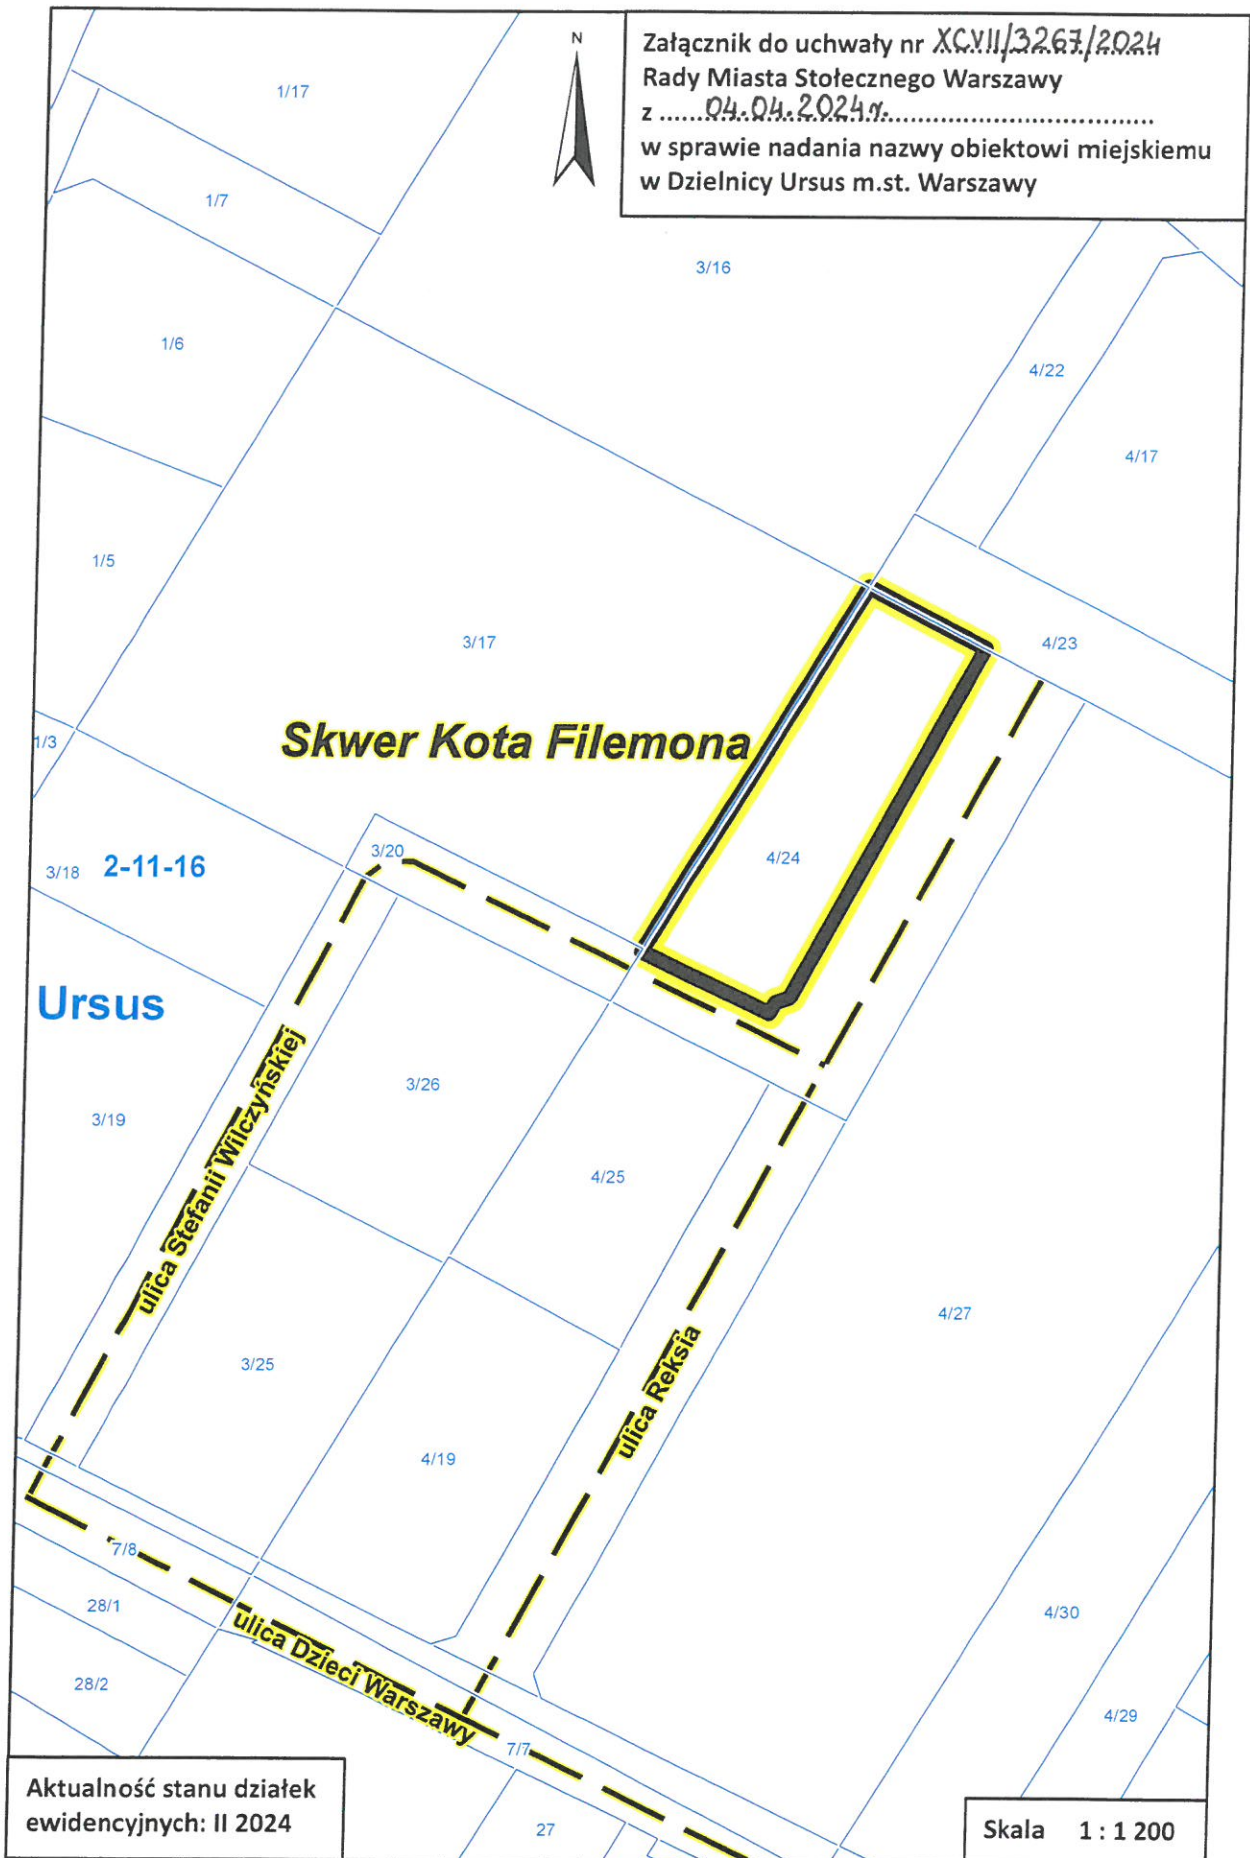 N
Załącznik do uchwały nr XCVII/3267/2024
Rady Miasta Stołecznego Warszawy
z ......04.04.2024r................................................
w sprawie nadania nazwy obiektowi miejskiemu
w Dzielnicy Ursus m.st. Warszawy
1/17
1/7
3/16
1/6
4/22
4/17
1/5
3/17
4/23
Skwer Kota Filemona
1/3
3/20
4/24
3/18
2-11-16
Ursus
3/19
3/26
4/25
ulica Stefanii Wilczyńskiej
4/27
3/25
ulica Reksia
4/19
7/8
28/1
4/30
ulica Dzieci Warszawy
28/2
4/29
7/7
27
Aktualność stanu działek
ewidencyjnych: II 2024
Skala 1 : 1 200